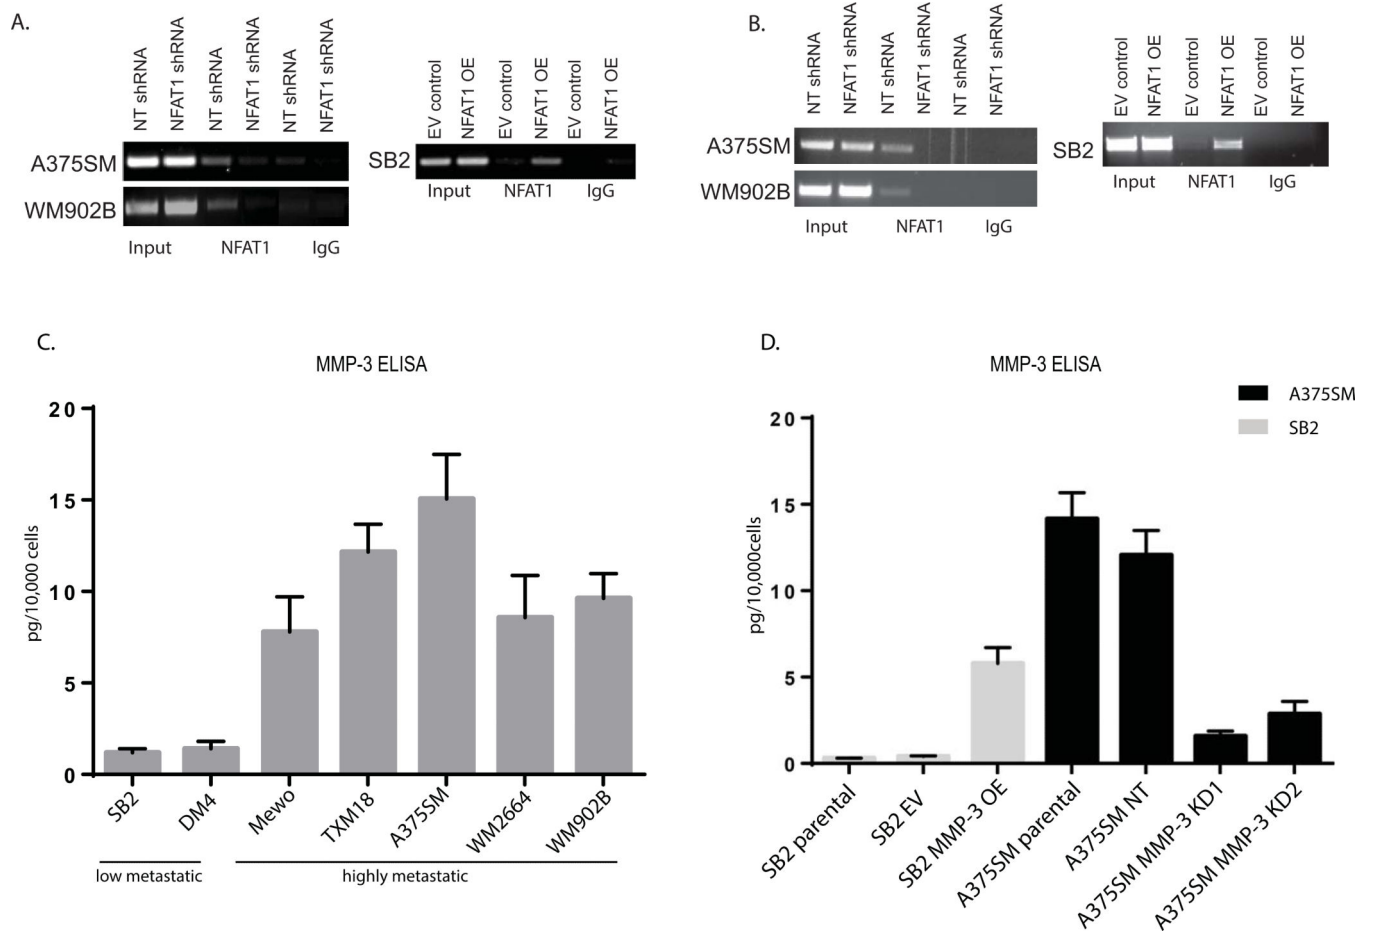 A.
NT shRNA
NFAT1 shRNA
NT shRNA
NFAT1 shRNA
NT shRNA
NFAT1 shRNA
A375SM
WM902B
Input
NFAT1
IgG
EV control
NFAT1 OE
EV control
NFAT1 OE
EV control
NFAT1 OE
SB2
Input
NFAT1
IgG
B.
NT shRNA
NFAT1 shRNA
NT shRNA
NFAT1 shRNA
NT shRNA
NFAT1 shRNA
A375SM
WM902B
Input
NFAT1
IgG
EV control
NFAT1 OE
EV control
NFAT1 OE
EV control
NFAT1 OE
SB2
Input
NFAT1
IgG
C.
MMP-3 ELISA
pg/10,000 cells
20
15
10
5
0
SB2
DM4
Mewo
TXM18
A375SM
WM2664
WM902B
low metastatic
highly metastatic
D.
MMP-3 ELISA
A375SM
SB2
pg/10,000cells
20
15
10
5
0
SB2 parental
SB2 EV
SB2 MMP-3 OE
A375SM parental
A375SM NT
A375SM MMP-3 KD1
A375SM MMP-3 KD2